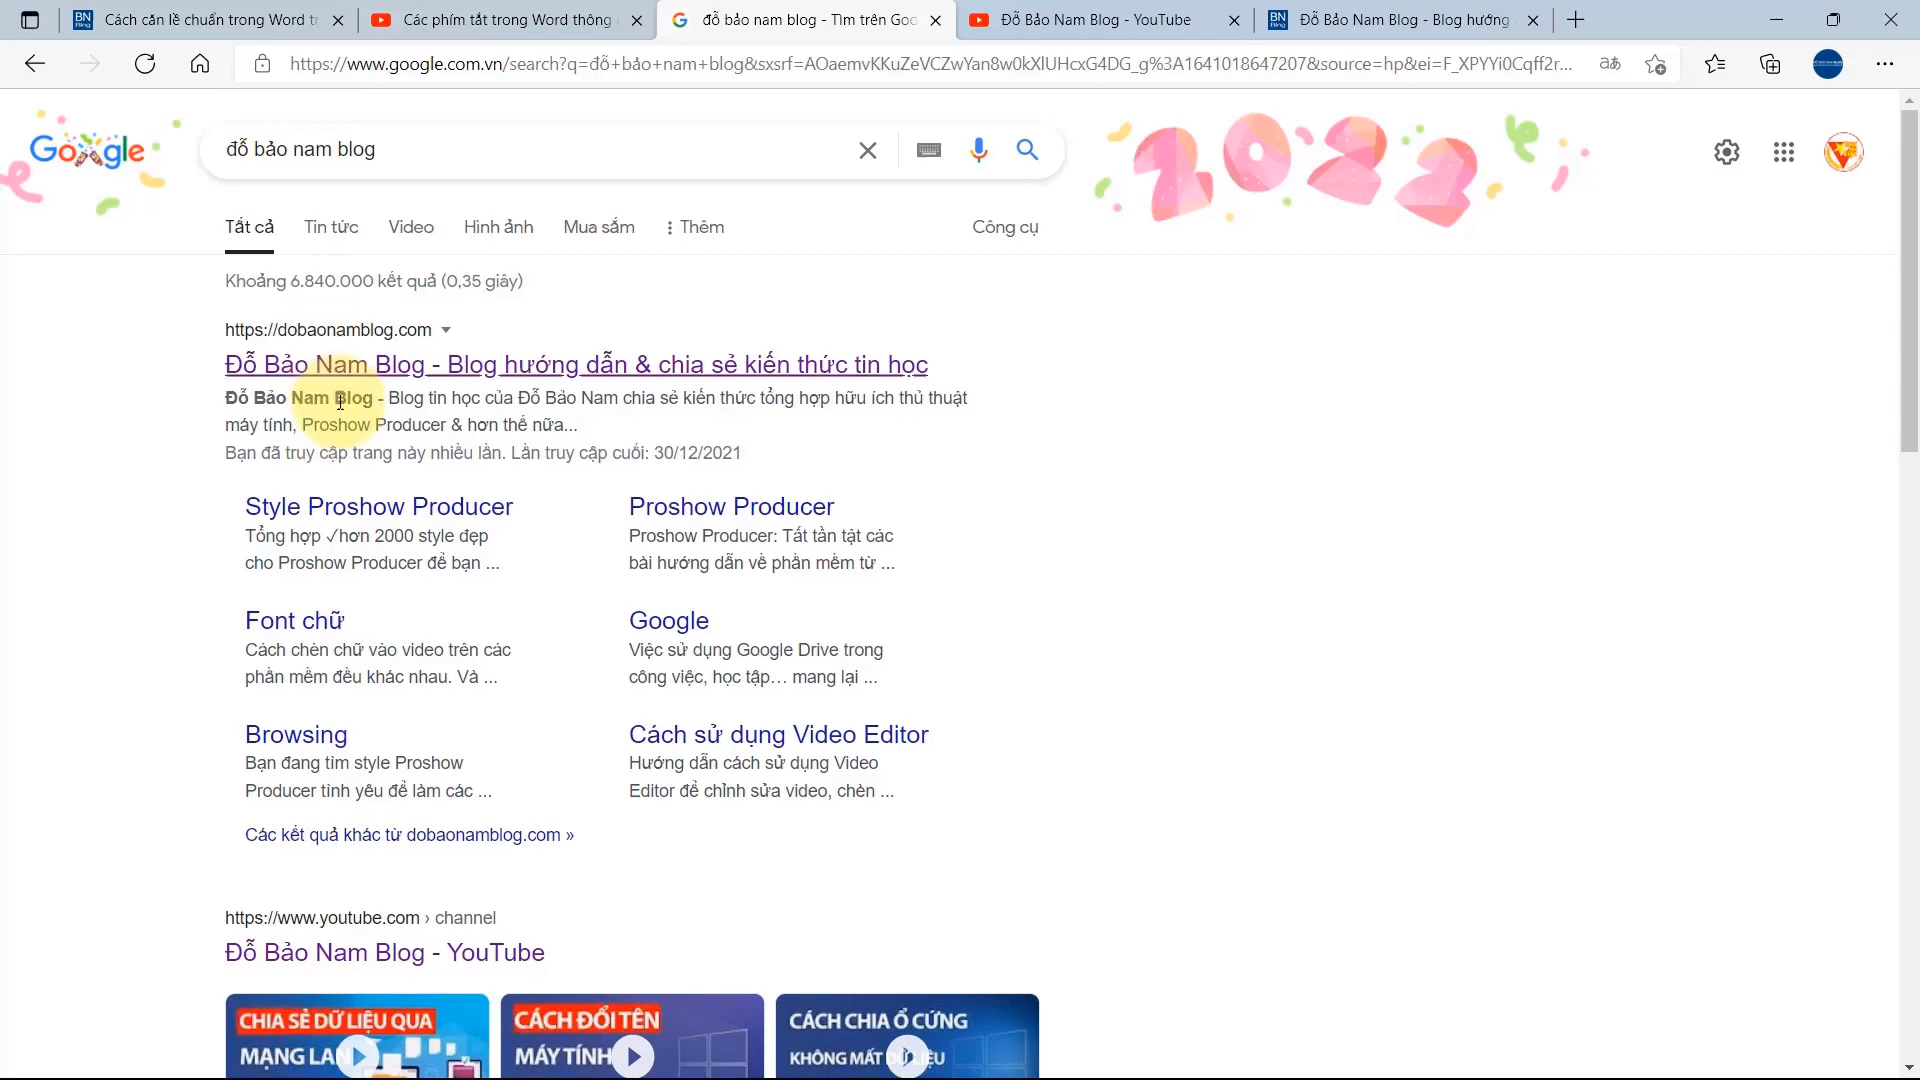 Cách căn lề chuẩn trong Word tr
Các phím tắt trong Word thông
đỗ bảo nam blog - Tìm trên Goo
Đỗ Bảo Nam Blog - YouTube
Đỗ Bảo Nam Blog - Blog hướng
https://www.google.com.vn/search?q=đỗ+bảo+nam+blog&sxsrf=AOaemvKKuZeVCZwYan8w0kXlUHcxG4DG_g%3A1641018647207&source=hp&ei=F_XPYYi0Cqff2r...
Google
đỗ bảo nam blog
2022
Tất cả
Tin tức
Video
Hình ảnh
Mua sắm
Thêm
Công cụ
Khoảng 6.840.000 kết quả (0,35 giây)
https://dobaonamblog.com
Đỗ Bảo Nam Blog - Blog hướng dẫn & chia sẻ kiến thức tin học
Đỗ Bảo Nam Blog - Blog tin học của Đỗ Bảo Nam chia sẻ kiến thức tổng hợp hữu ích thủ thuật
máy tính, Proshow Producer & hơn thế nữa...
Bạn đã truy cập trang này nhiều lần. Lần truy cập cuối: 30/12/2021
Style Proshow Producer
Tổng hợp ✓hơn 2000 style đẹp
cho Proshow Producer để bạn ...
Proshow Producer
Proshow Producer: Tất tần tật các
bài hướng dẫn về phần mềm từ ...
Font chữ
Cách chèn chữ vào video trên các
phần mềm đều khác nhau. Và ...
Google
Việc sử dụng Google Drive trong
công việc, học tập… mang lại ...
Browsing
Bạn đang tìm style Proshow
Producer tình yêu để làm các ...
Cách sử dụng Video Editor
Hướng dẫn cách sử dụng Video
Editor để chỉnh sửa video, chèn ...
Các kết quả khác từ dobaonamblog.com »
https://www.youtube.com › channel
Đỗ Bảo Nam Blog - YouTube
CHIA SẺ DỮ LIỆU QUA
MẠNG LAN
CÁCH ĐỔI TÊN
MÁY TÍNH
CÁCH CHIA Ổ CỨNG
KHÔNG MẤT DỮ LIỆU